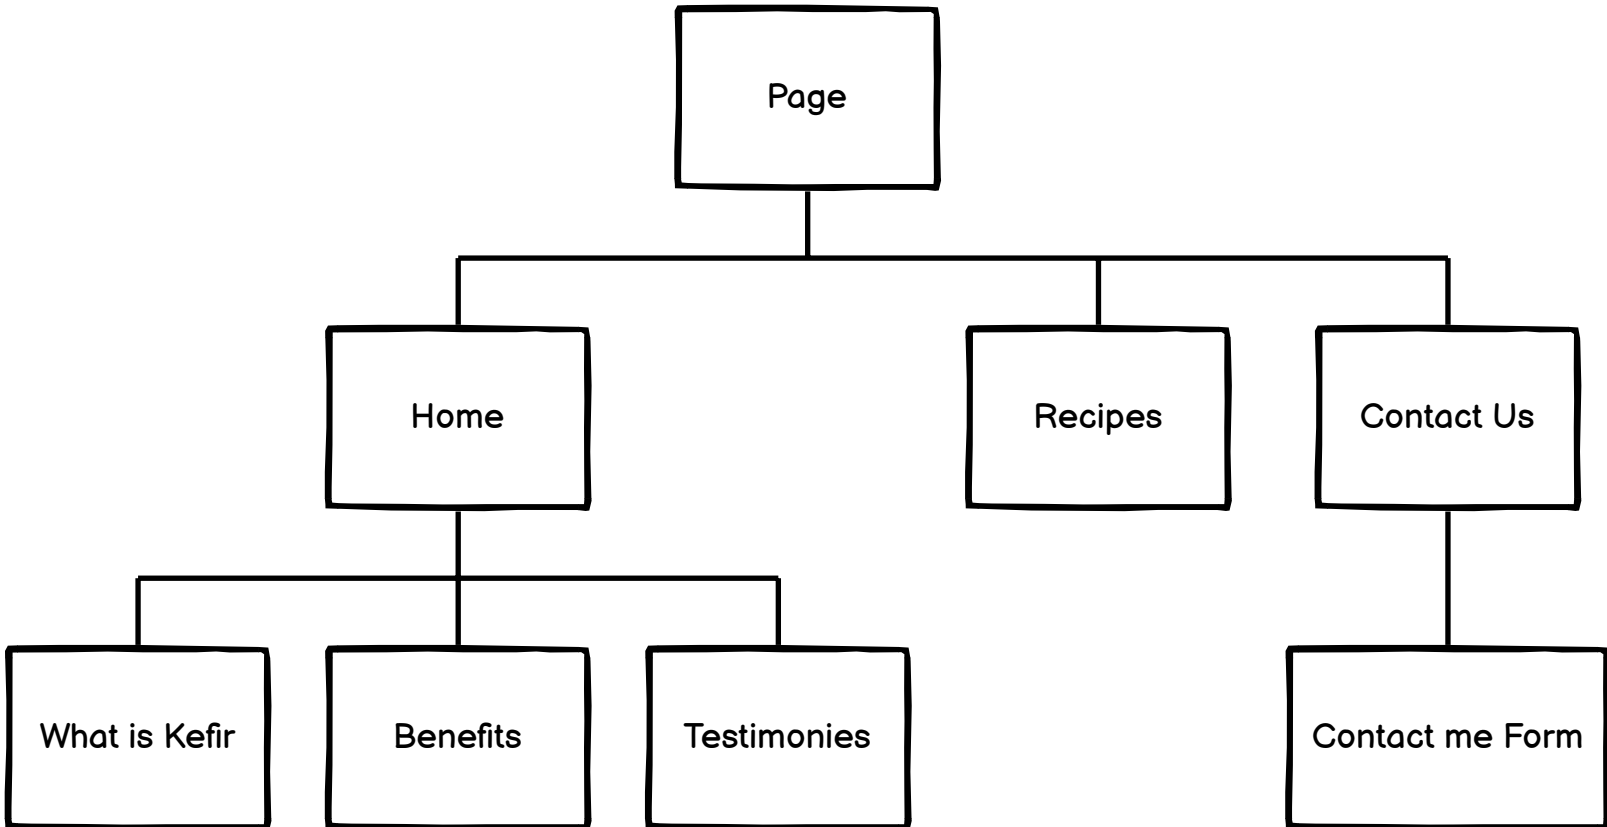 Page
Home
Recipes
Contact Us
What is Kefir
Benefits
Testimonies
Contact me Form